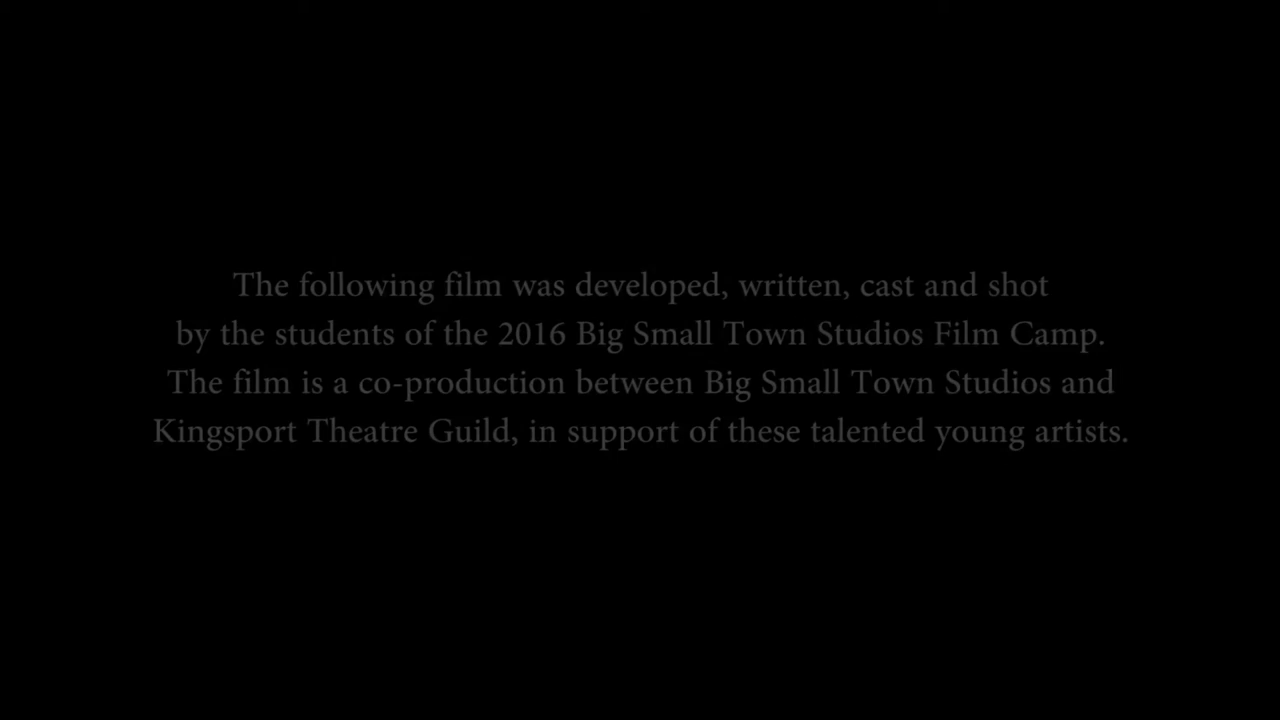 The following film was developed, written, cast and shot
by the students of the 2016 Big Small Town Studios Film Camp.
The film is a co-production between Big Small Town Studios and
Kingsport Theatre Guild, in support of these talented young artists.